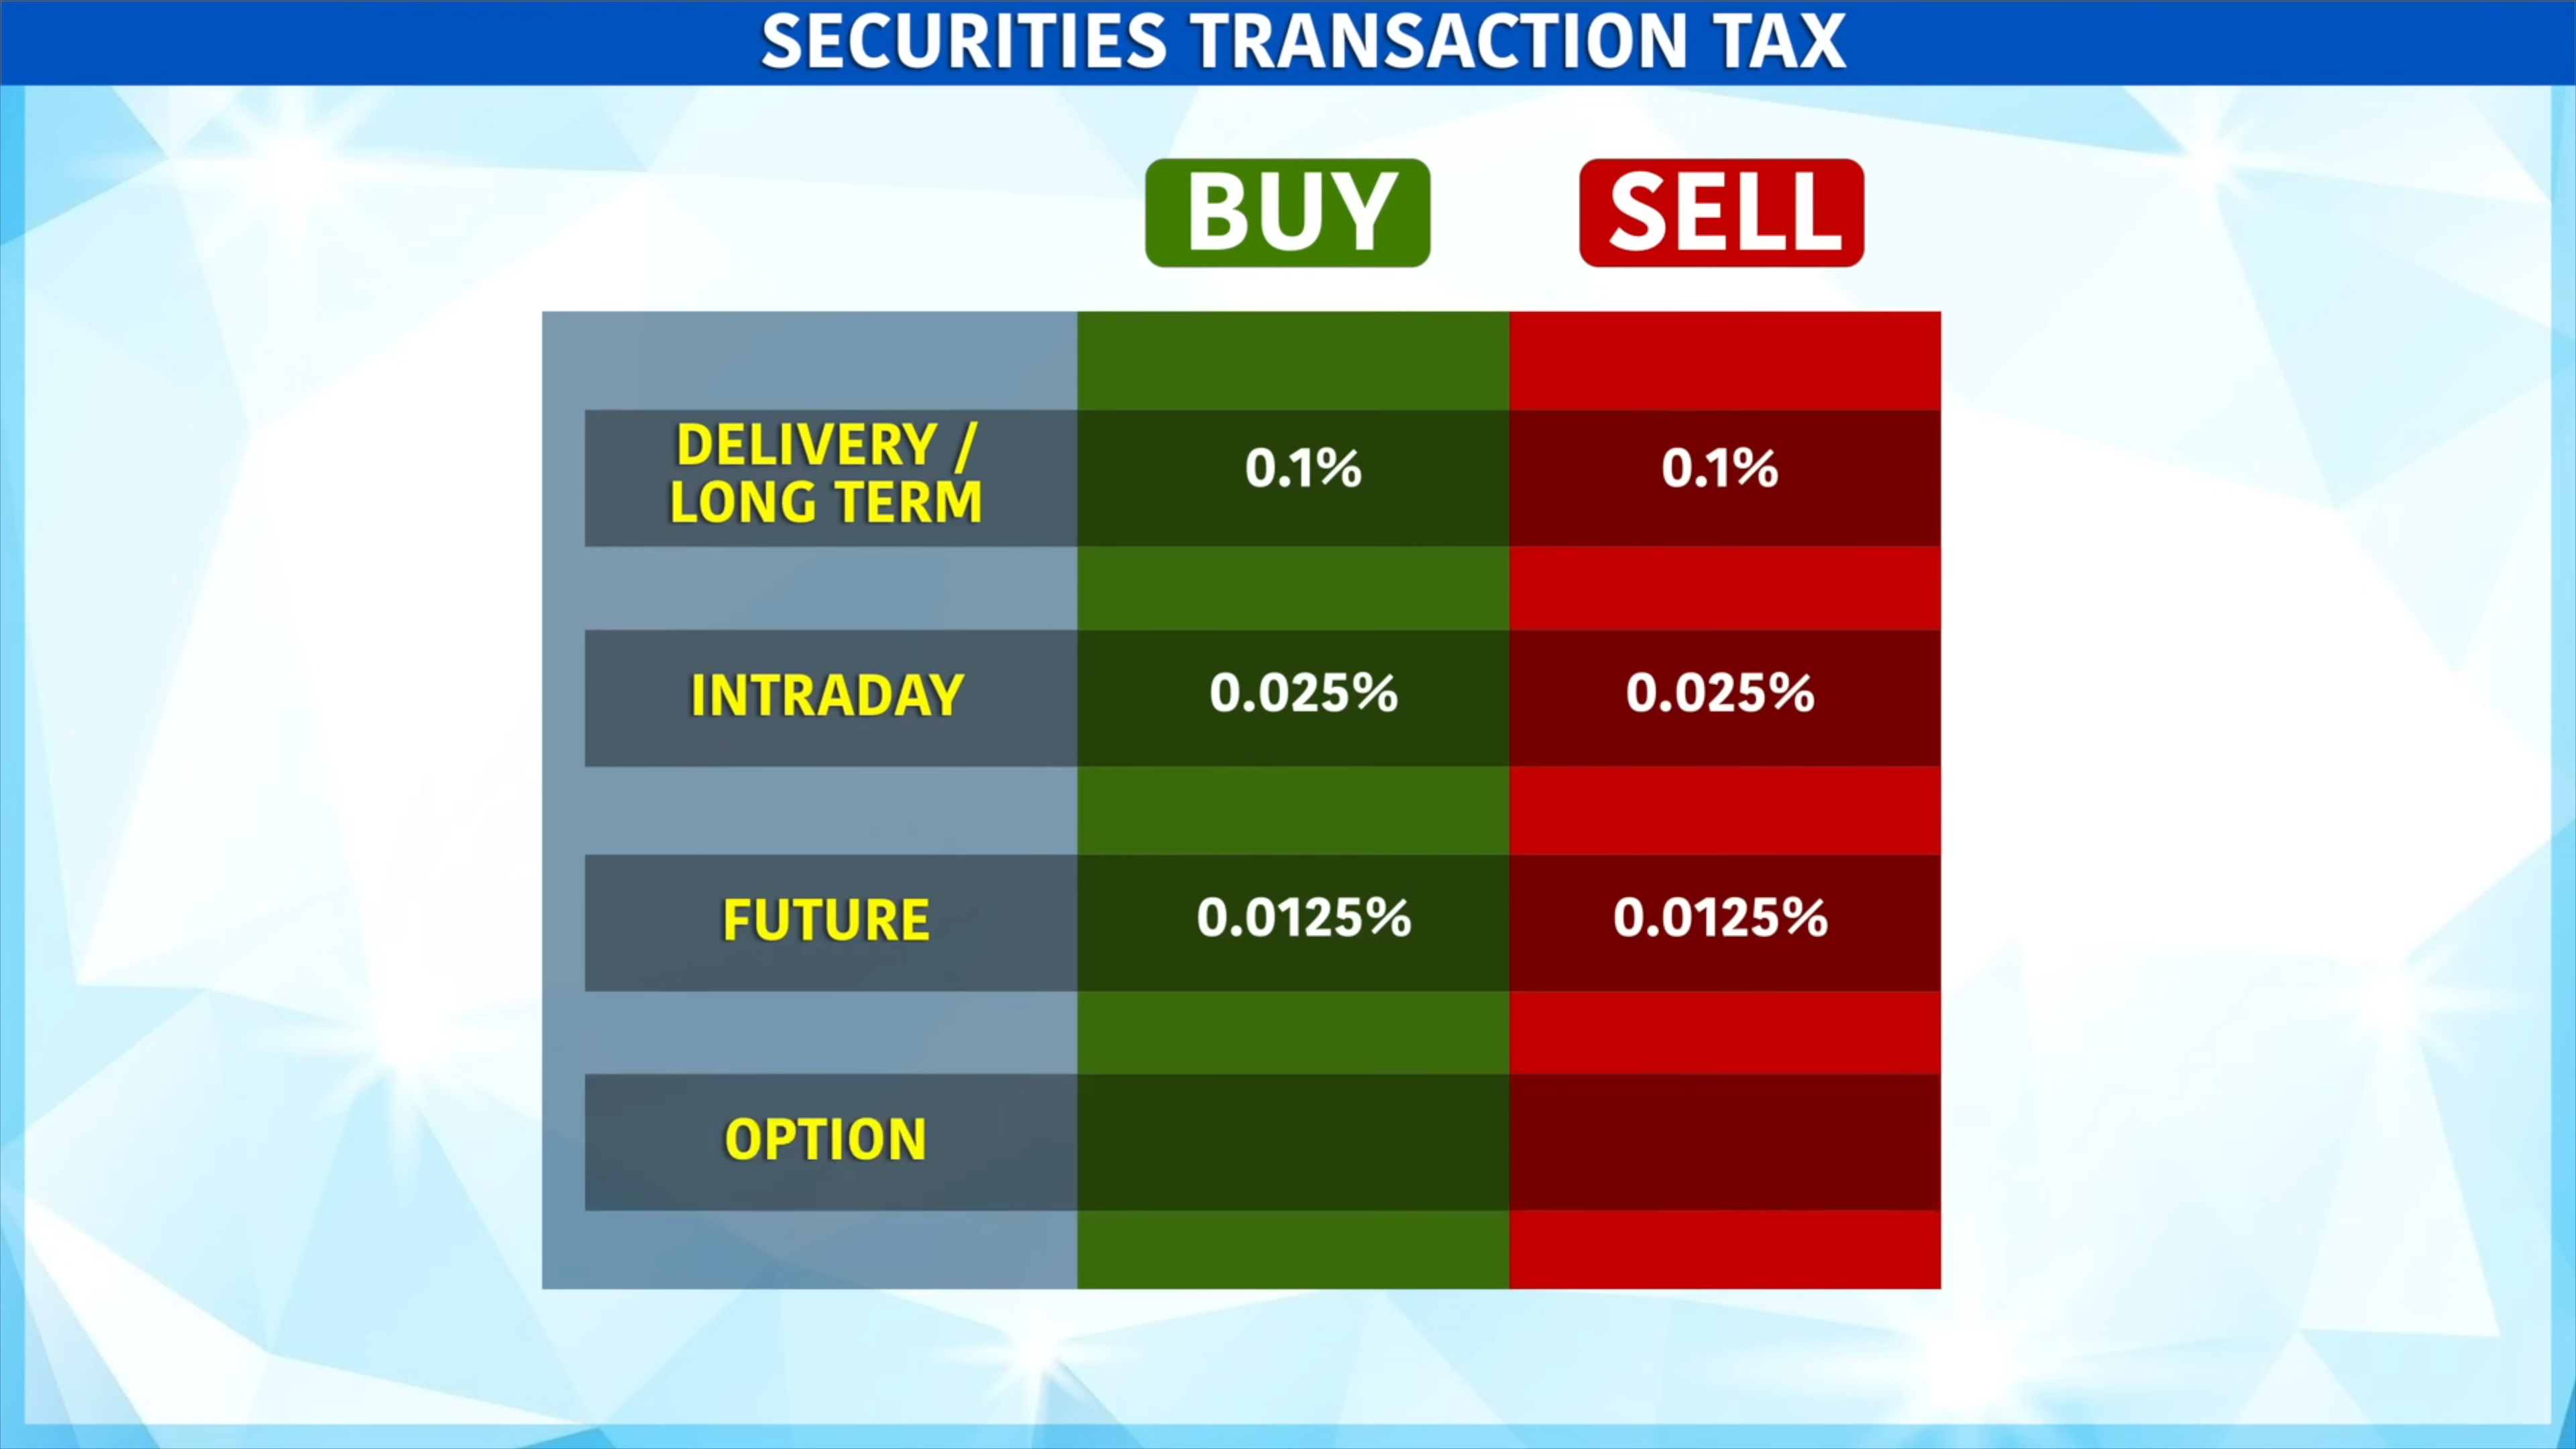 SECURITIES TRANSACTION TAX
BUY SELL
DELIVERY /
LONG TERM 0.1% 0.1%
INTRADAY 0.025% 0.025%
FUTURE 0.0125% 0.0125%
OPTION